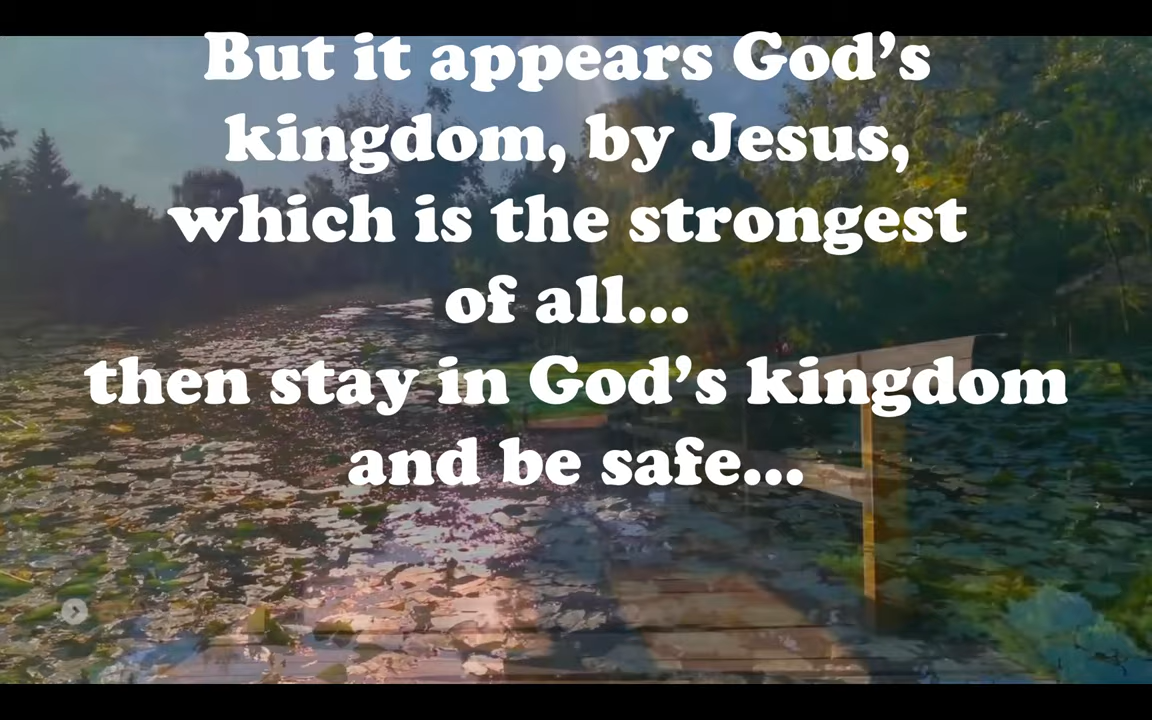 But it appears God’s
kingdom, by Jesus,
which is the strongest
of all...
then stay in God’s kingdom
and be safe...